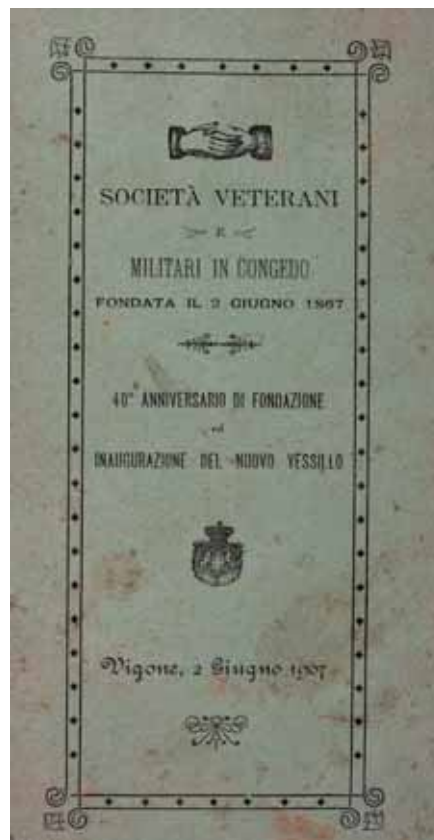 SOCIETÀ VETERANI
E
MILITARI IN CONGEDO
FONDATA IL 2 GIUGNO 1867
40° ANNIVERSARIO DI FONDAZIONE
ed
INAUGURAZIONE DEL NUOVO VESSILLO
Vigone, 2 Giugno 1907